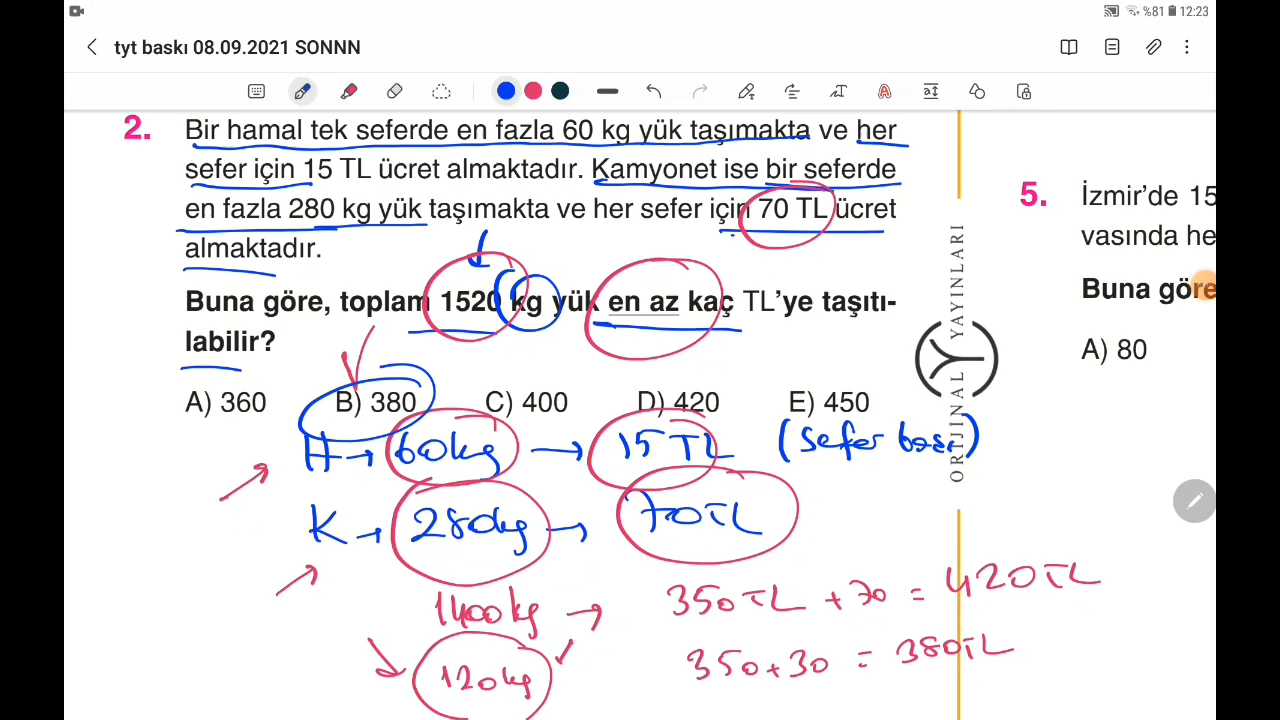 %81 12:23
tyt baskı 08.09.2021 SONNN
2. Bir hamal tek seferde en fazla 60 kg yük taşımakta ve her
sefer için 15 TL ücret almaktadır. Kamyonet ise bir seferde
en fazla 280 kg yük taşımakta ve her sefer için 70 TL ücret
almaktadır.
Buna göre, toplam 1520 kg yük en az kaç TL'ye taşıtı-
labilir?
A) 360 B) 380 C) 400 D) 420 E) 450
H → 60kg → 15 TL (Sefer başı)
K → 280kg → 70TL
1400kg → 350TL + 70 = 420TL
120kg 350+30 = 380TL
ORİJİNAL YAYINLARI
5. İzmir'de 15
vasında he
Buna göre
A) 80